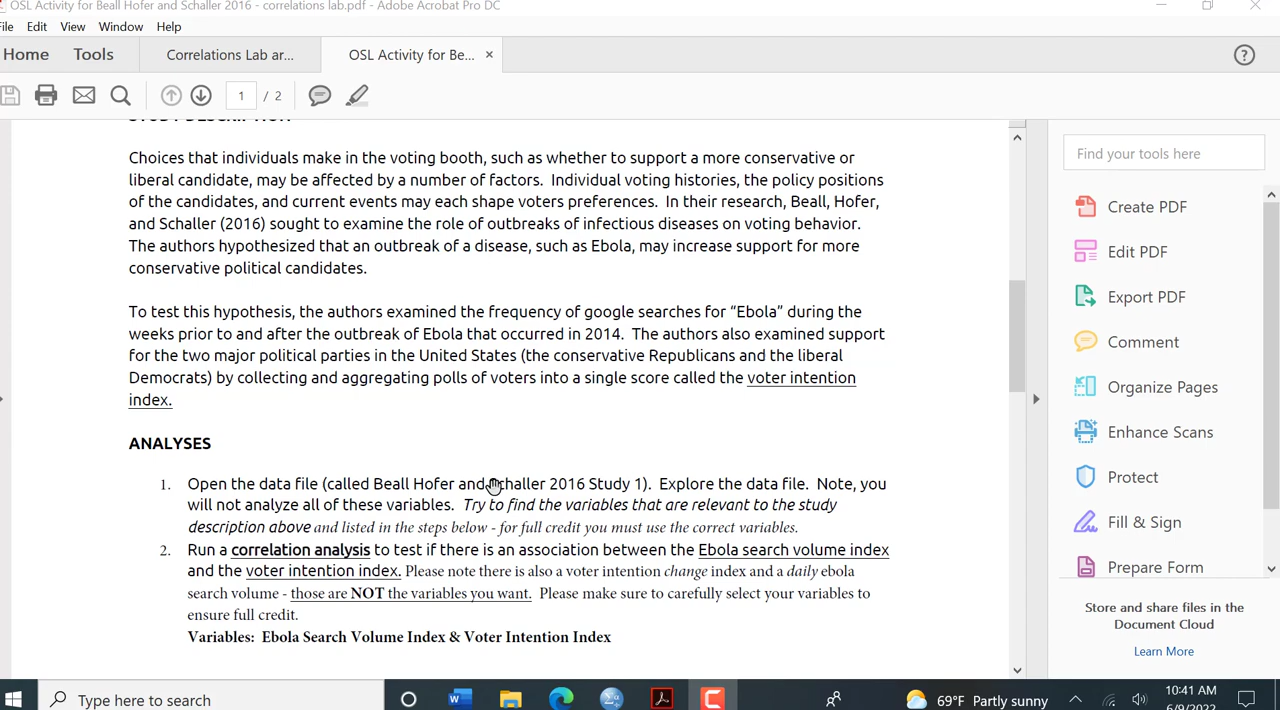 OSL Activity for Beall Hofer and Schaller 2016 - correlations lab.pdf - Adobe Acrobat Pro DC
File Edit View Window Help
Home Tools Correlations Lab ar... OSL Activity for Be... ×
1 / 2
STUDY DESCRIPTION
Choices that individuals make in the voting booth, such as whether to support a more conservative or
liberal candidate, may be affected by a number of factors. Individual voting histories, the policy positions
of the candidates, and current events may each shape voters preferences. In their research, Beall, Hofer,
and Schaller (2016) sought to examine the role of outbreaks of infectious diseases on voting behavior.
The authors hypothesized that an outbreak of a disease, such as Ebola, may increase support for more
conservative political candidates.
To test this hypothesis, the authors examined the frequency of google searches for “Ebola” during the
weeks prior to and after the outbreak of Ebola that occurred in 2014. The authors also examined support
for the two major political parties in the United States (the conservative Republicans and the liberal
Democrats) by collecting and aggregating polls of voters into a single score called the voter intention
index.
ANALYSES
1. Open the data file (called Beall Hofer and Schaller 2016 Study 1). Explore the data file. Note, you
will not analyze all of these variables. Try to find the variables that are relevant to the study
description above and listed in the steps below - for full credit you must use the correct variables.
2. Run a correlation analysis to test if there is an association between the Ebola search volume index
and the voter intention index. Please note there is also a voter intention change index and a daily ebola
search volume - those are NOT the variables you want. Please make sure to carefully select your variables to
ensure full credit.
Variables: Ebola Search Volume Index & Voter Intention Index
Find your tools here
Create PDF
Edit PDF
Export PDF
Comment
Organize Pages
Enhance Scans
Protect
Fill & Sign
Prepare Form
Store and share files in the
Document Cloud
Learn More
Type here to search
69°F Partly sunny
10:41 AM
6/9/2022